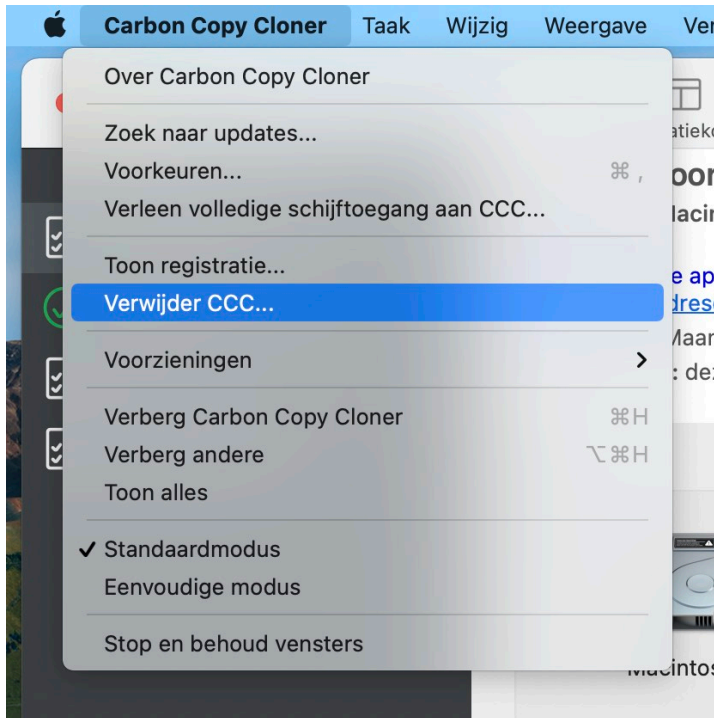 Carbon Copy Cloner Taak Wijzig Weergave
Over Carbon Copy Cloner
Zoek naar updates...
Voorkeuren... ⌘ ,
Verleen volledige schijftoegang aan CCC...
Toon registratie...
Verwijder CCC...
Voorzieningen
Verberg Carbon Copy Cloner ⌘H
Verberg andere ⌥⌘H
Toon alles
✓ Standaardmodus
Eenvoudige modus
Stop en behoud vensters